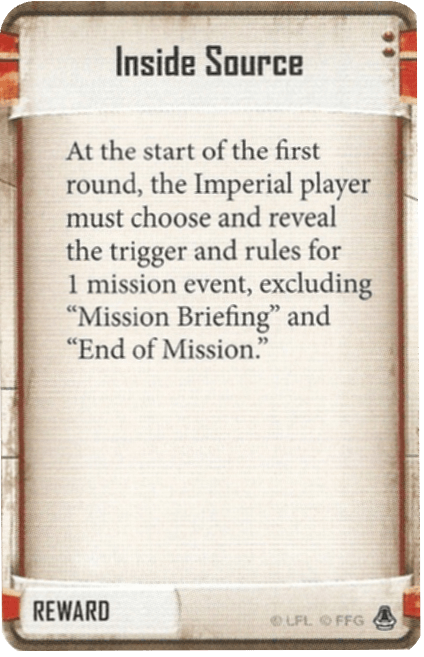 Inside Source
At the start of the first
round, the Imperial player
must choose and reveal
the trigger and rules for
1 mission event, excluding
“Mission Briefing” and
“End of Mission.”
REWARD
© LFL © FFG